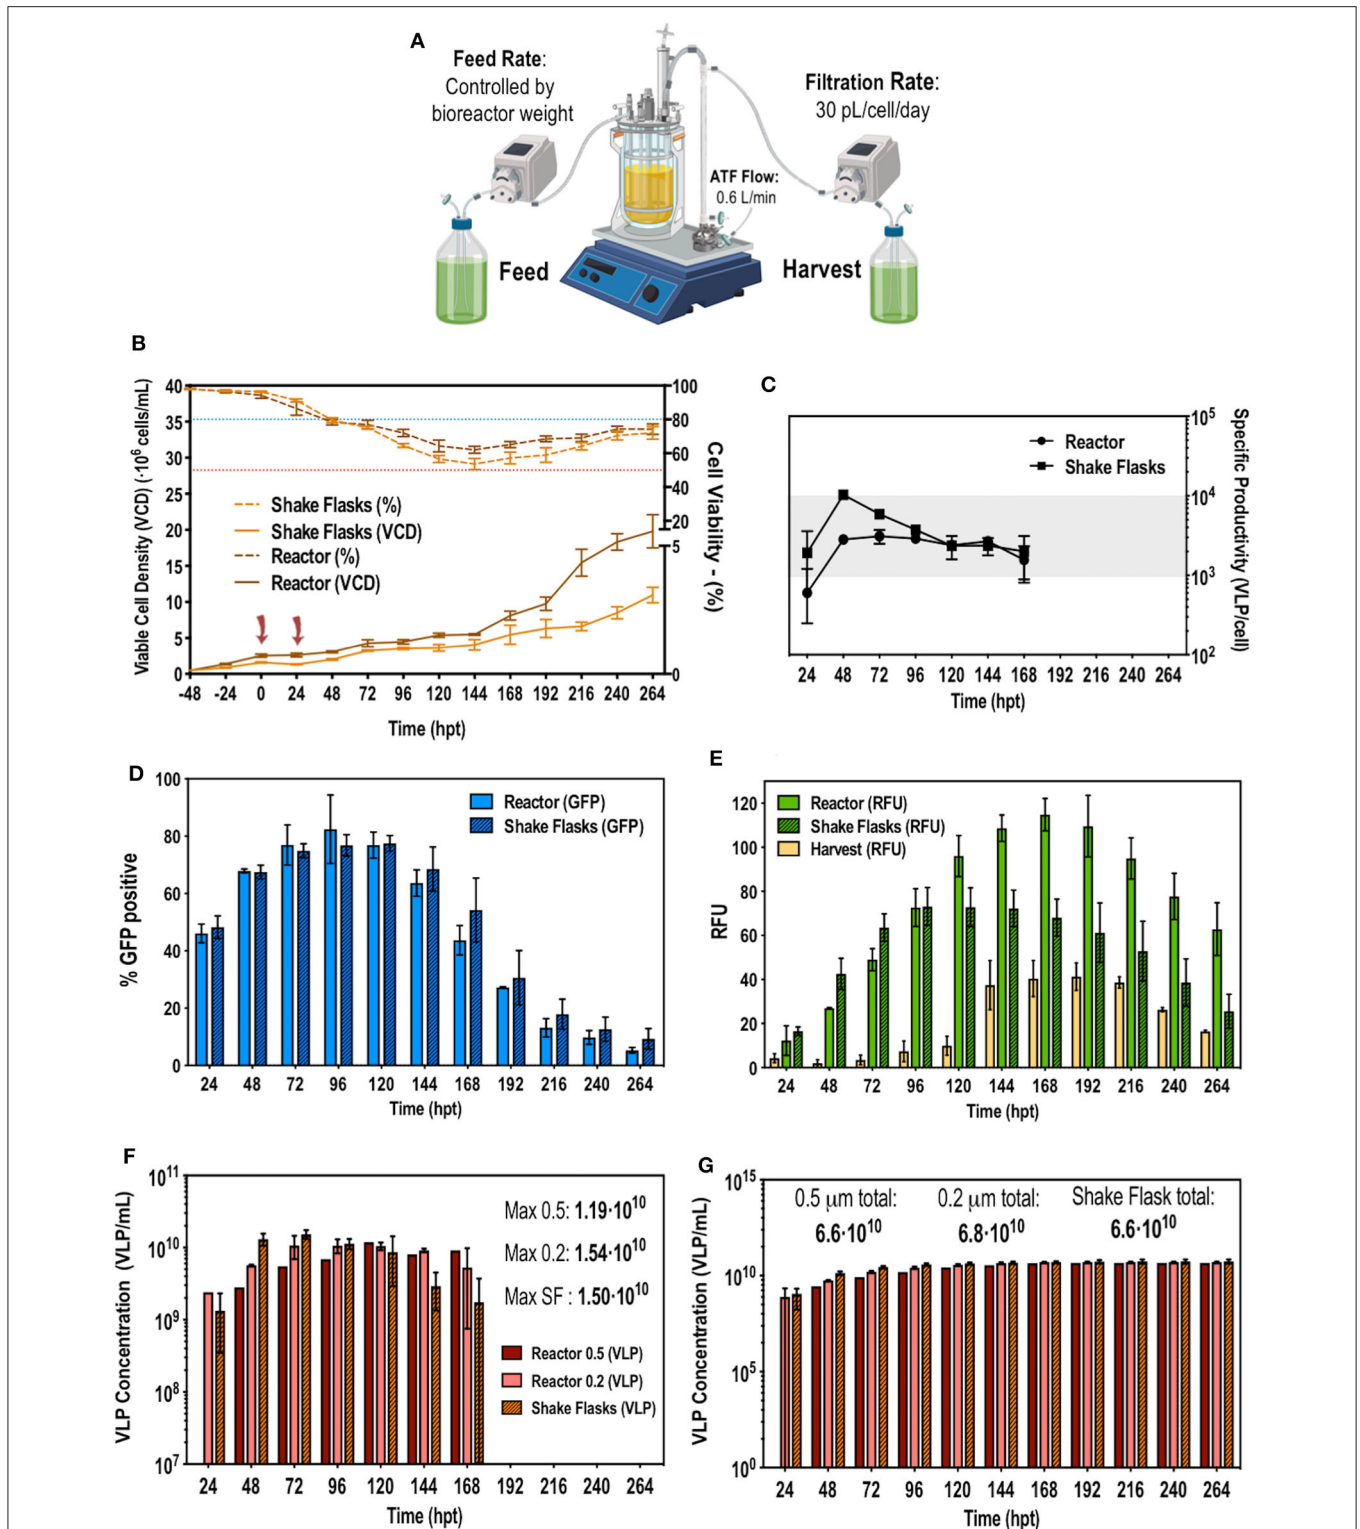 A
Feed Rate:
Controlled by
bioreactor weight
Filtration Rate:
30 pL/cell/day
ATF Flow:
0.6 L/min
Feed
Harvest
B
Viable Cell Density (VCD) (·10⁶ cells/mL)
40
35
30
25
20
15
10
5
0
100
90
80
70
60
50
40
30
20
5
0
Cell Viability - (%)
Shake Flasks (%)
Shake Flasks (VCD)
Reactor (%)
Reactor (VCD)
-48 -24 0 24 48 72 96 120 144 168 192 216 240 264
Time (hpt)
C
Reactor
Shake Flasks
10⁵
10⁴
10³
10²
Specific Productivity (VLP/cell)
24 48 72 96 120 144 168 192 216 240 264
Time (hpt)
D
% GFP positive
100
80
60
40
20
0
Reactor (GFP)
Shake Flasks (GFP)
24 48 72 96 120 144 168 192 216 240 264
Time (hpt)
E
RFU
120
100
80
60
40
20
0
Reactor (RFU)
Shake Flasks (RFU)
Harvest (RFU)
24 48 72 96 120 144 168 192 216 240 264
Time (hpt)
F
VLP Concentration (VLP/mL)
10¹¹
10¹⁰
10⁹
10⁸
10⁷
Max 0.5: 1.19·10¹⁰
Max 0.2: 1.54·10¹⁰
Max SF : 1.50·10¹⁰
Reactor 0.5 (VLP)
Reactor 0.2 (VLP)
Shake Flasks (VLP)
24 48 72 96 120 144 168 192 216 240 264
Time (hpt)
G
VLP Concentration (VLP/mL)
10¹⁵
10¹⁰
10⁵
10⁰
0.5 μm total:
6.6·10¹⁰
0.2 μm total:
6.8·10¹⁰
Shake Flask total:
6.6·10¹⁰
24 48 72 96 120 144 168 192 216 240 264
Time (hpt)